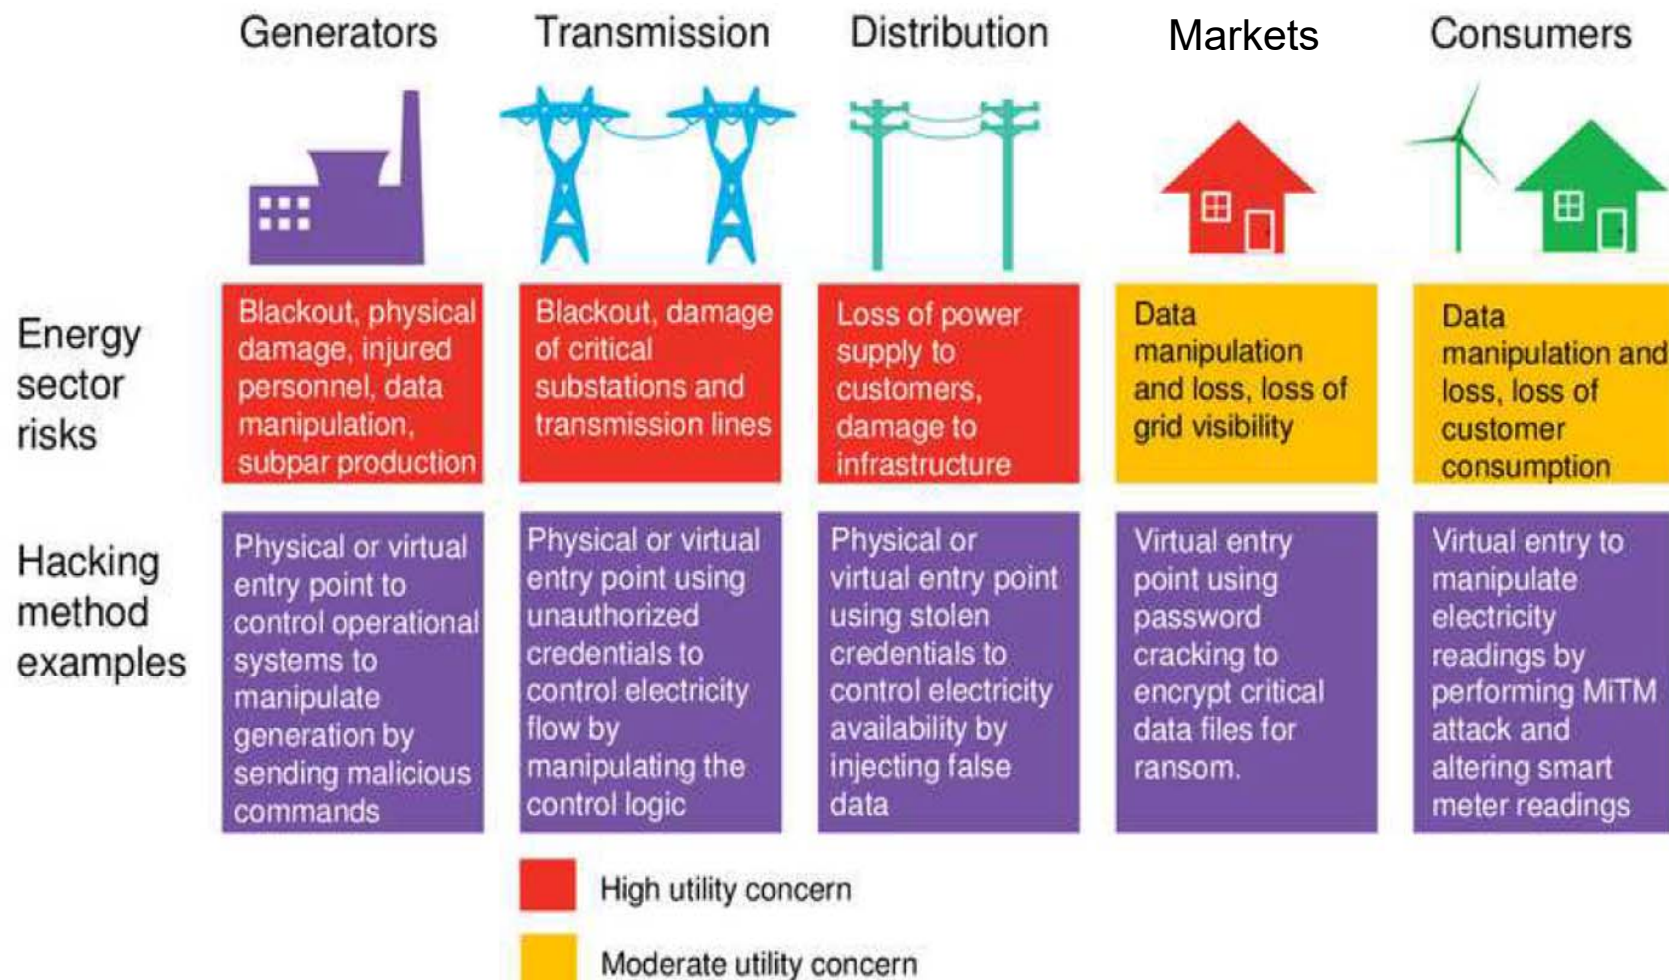 Generators
Transmission
Distribution
Markets
Consumers
Energy
sector
risks
Blackout, physical
damage, injured
personnel, data
manipulation,
subpar production
Blackout, damage
of critical
substations and
transmission lines
Loss of power
supply to
customers,
damage to
infrastructure
Data
manipulation
and loss, loss of
grid visibility
Data
manipulation and
loss, loss of
customer
consumption
Hacking
method
examples
Physical or virtual
entry point to
control operational
systems to
manipulate
generation by
sending malicious
commands
Physical or virtual
entry point using
unauthorized
credentials to
control electricity
flow by
manipulating the
control logic
Physical or
virtual entry point
using stolen
credentials to
control electricity
availability by
injecting false
data
Virtual entry
point using
password
cracking to
encrypt critical
data files for
ransom.
Virtual entry to
manipulate
electricity
readings by
performing MiTM
attack and
altering smart
meter readings
High utility concern
Moderate utility concern